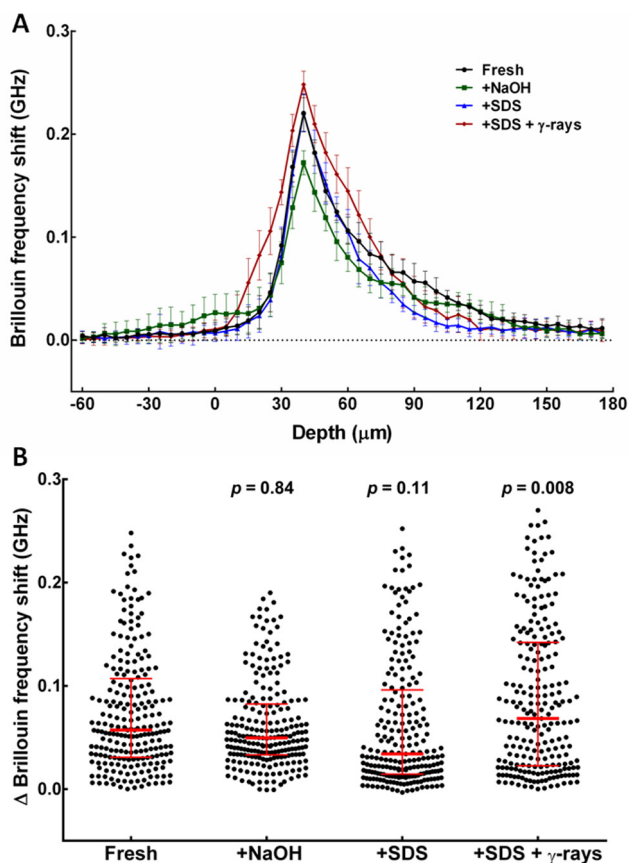 A
Brillouin frequency shift (GHz)
0.3
0.2
0.1
0.0
Fresh
+NaOH
+SDS
+SDS + γ-rays
-60 -30 0 30 60 90 120 150 180
Depth (μm)
B
Δ Brillouin frequency shift (GHz)
0.3
0.2
0.1
0.0
p = 0.84 p = 0.11 p = 0.008
Fresh +NaOH +SDS +SDS + γ-rays